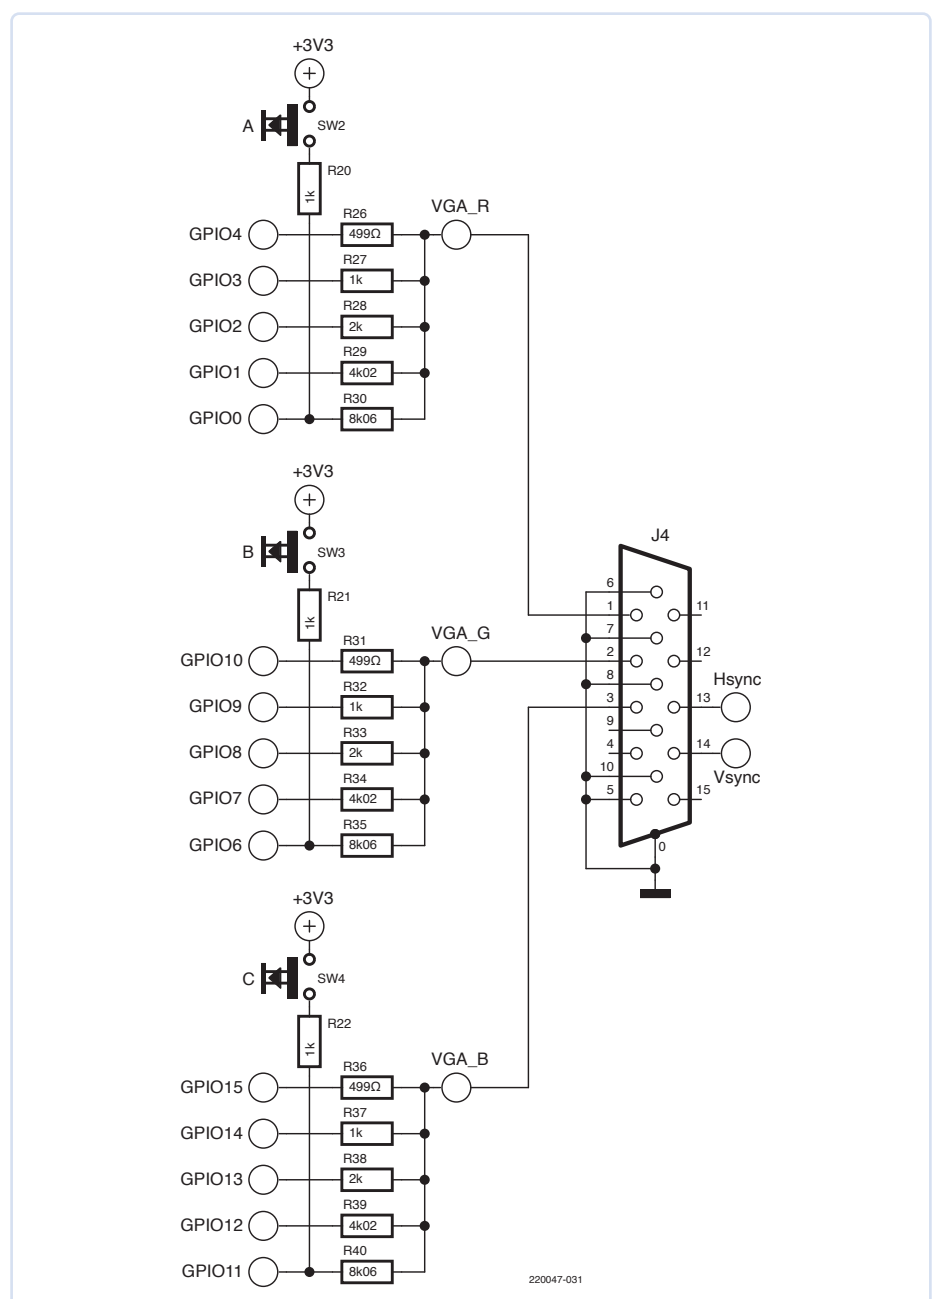 +3V3
A
SW2
R20
1k
VGA_R
R26
GPIO4
499Ω
R27
GPIO3
1k
R28
GPIO2
2k
R29
GPIO1
4k02
R30
GPIO0
8k06
+3V3
B
SW3
R21
1k
VGA_G
R31
GPIO10
499Ω
R32
GPIO9
1k
R33
GPIO8
2k
R34
GPIO7
4k02
R35
GPIO6
8k06
J4
6
1
11
7
2
12
8
Hsync
3
13
9
4
14
Vsync
10
5
15
0
+3V3
C
SW4
R22
1k
VGA_B
R36
GPIO15
499Ω
R37
GPIO14
1k
R38
GPIO13
2k
R39
GPIO12
4k02
R40
GPIO11
8k06
220047-031